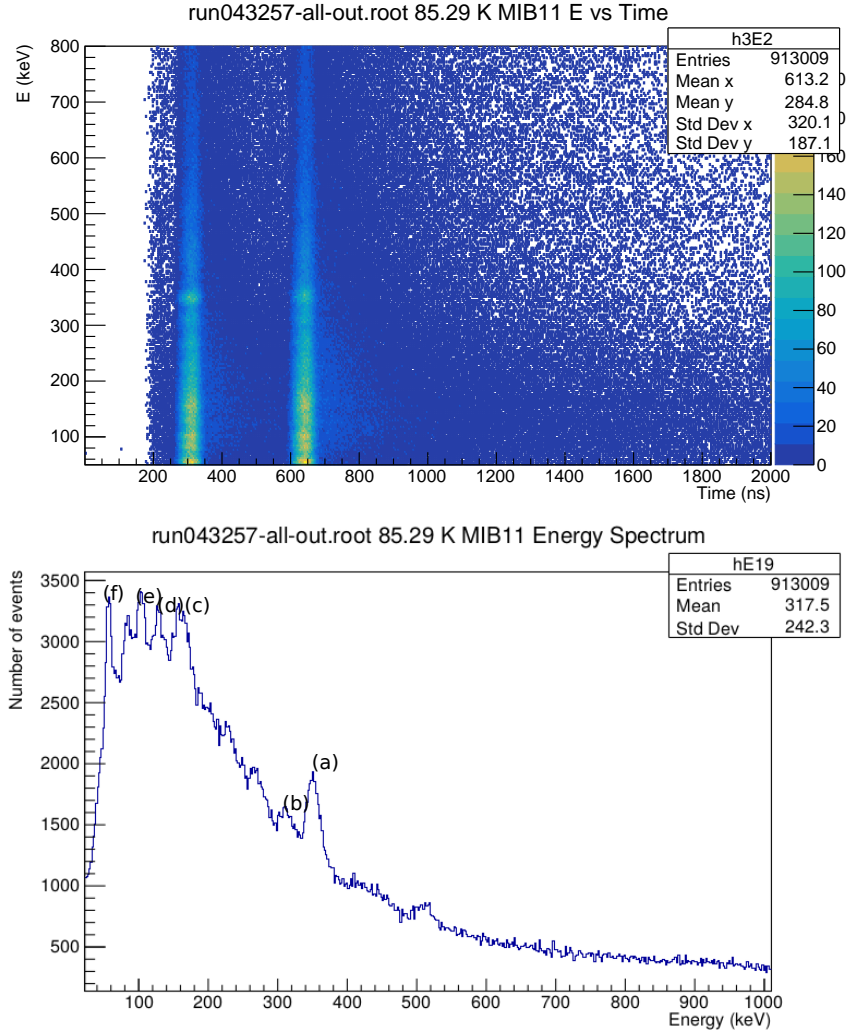 run043257-all-out.root 85.29 K MIB11 E vs Time
h3E2
Entries 913009
Mean x 613.2
Mean y 284.8
Std Dev x 320.1
Std Dev y 187.1
E (keV)
800
700
600
500
400
300
200
100
200 400 600 800 1000 1200 1400 1600 1800 2000
Time (ns)
160
140
120
100
80
60
40
20
0
run043257-all-out.root 85.29 K MIB11 Energy Spectrum
hE19
Entries 913009
Mean 317.5
Std Dev 242.3
Number of events
3500
3000
2500
2000
1500
1000
500
(f) (e) (d) (c)
(a)
(b)
100 200 300 400 500 600 700 800 900 1000
Energy (keV)